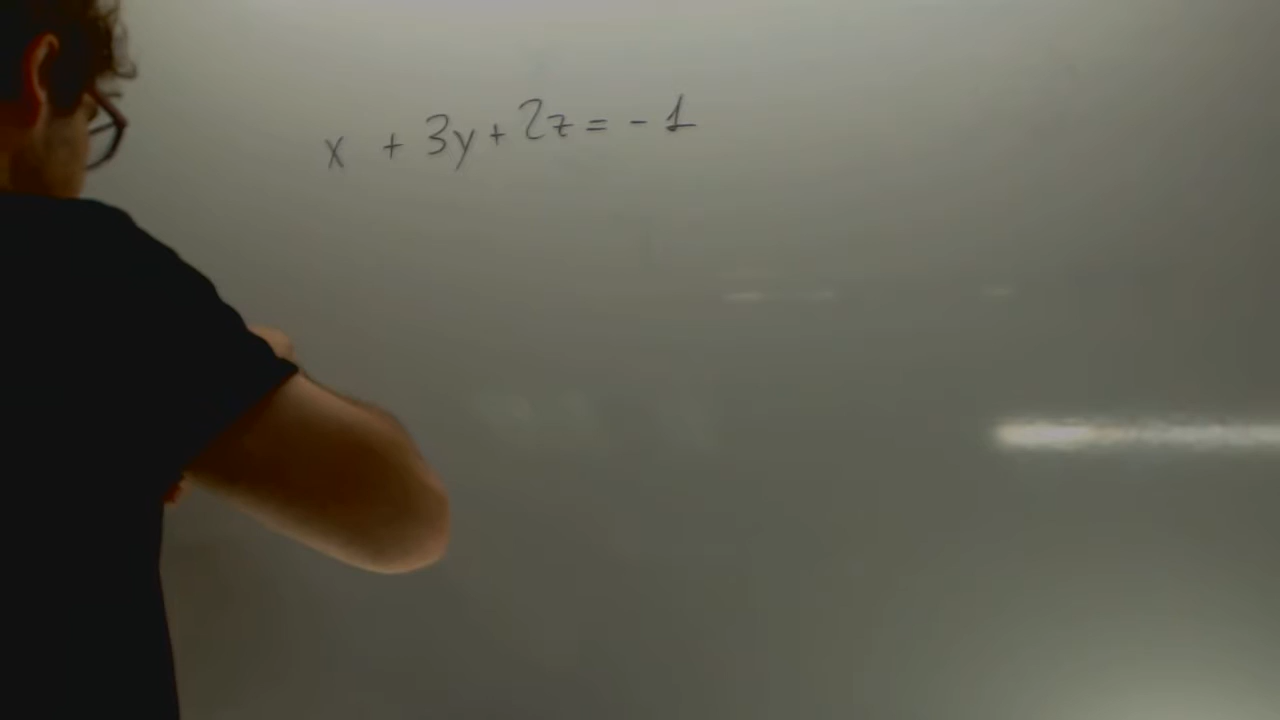 x + 3y + 2z = - 1